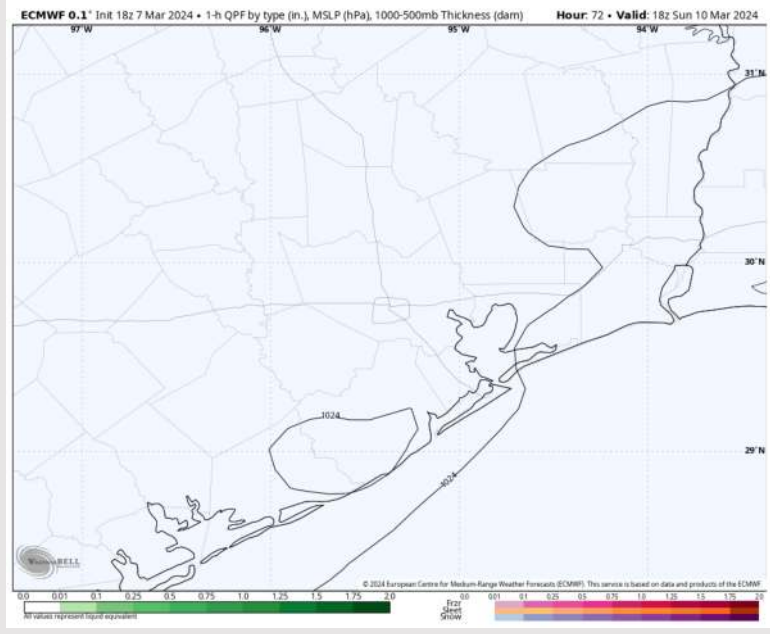 ECMWF 0.1° Init 18z 7 Mar 2024 • 1-h QPF by type (in.), MSLP (hPa), 1000-500mb Thickness (dam) Hour: 72 • Valid: 18z Sun 10 Mar 2024
97°W 96°W 95°W 94°W
31°N
30°N
1024
29°N
1024
WEATHERBELL
© 2024 European Centre for Medium-Range Weather Forecasts (ECMWF). This service is based on data and products of the ECMWF
0.0 0.01 0.1 0.25 0.5 0.75 1.0 1.25 1.5 1.75 2.0 0.0 0.01 0.1 0.25 0.5 0.75 1.0 1.25 1.5 1.75 2.0
Frzr
Sleet
Snow
All values represent liquid equivalent